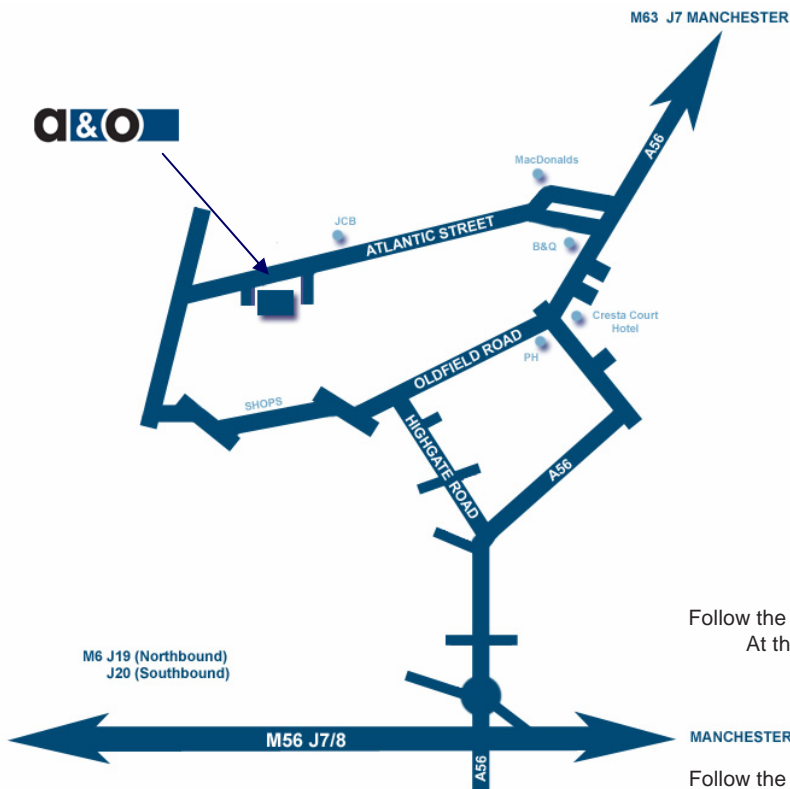 M63 J7 MANCHESTER
a&o
A56
MacDonalds
JCB
ATLANTIC STREET
B&Q
Cresta Court
Hotel
OLDFIELD ROAD
PH
SHOPS
HIGHGATE ROAD
A56
Follow the
At th
M6 J19 (Northbound)
J20 (Southbound)
M56 J7/8
MANCHESTER
A56
Follow the